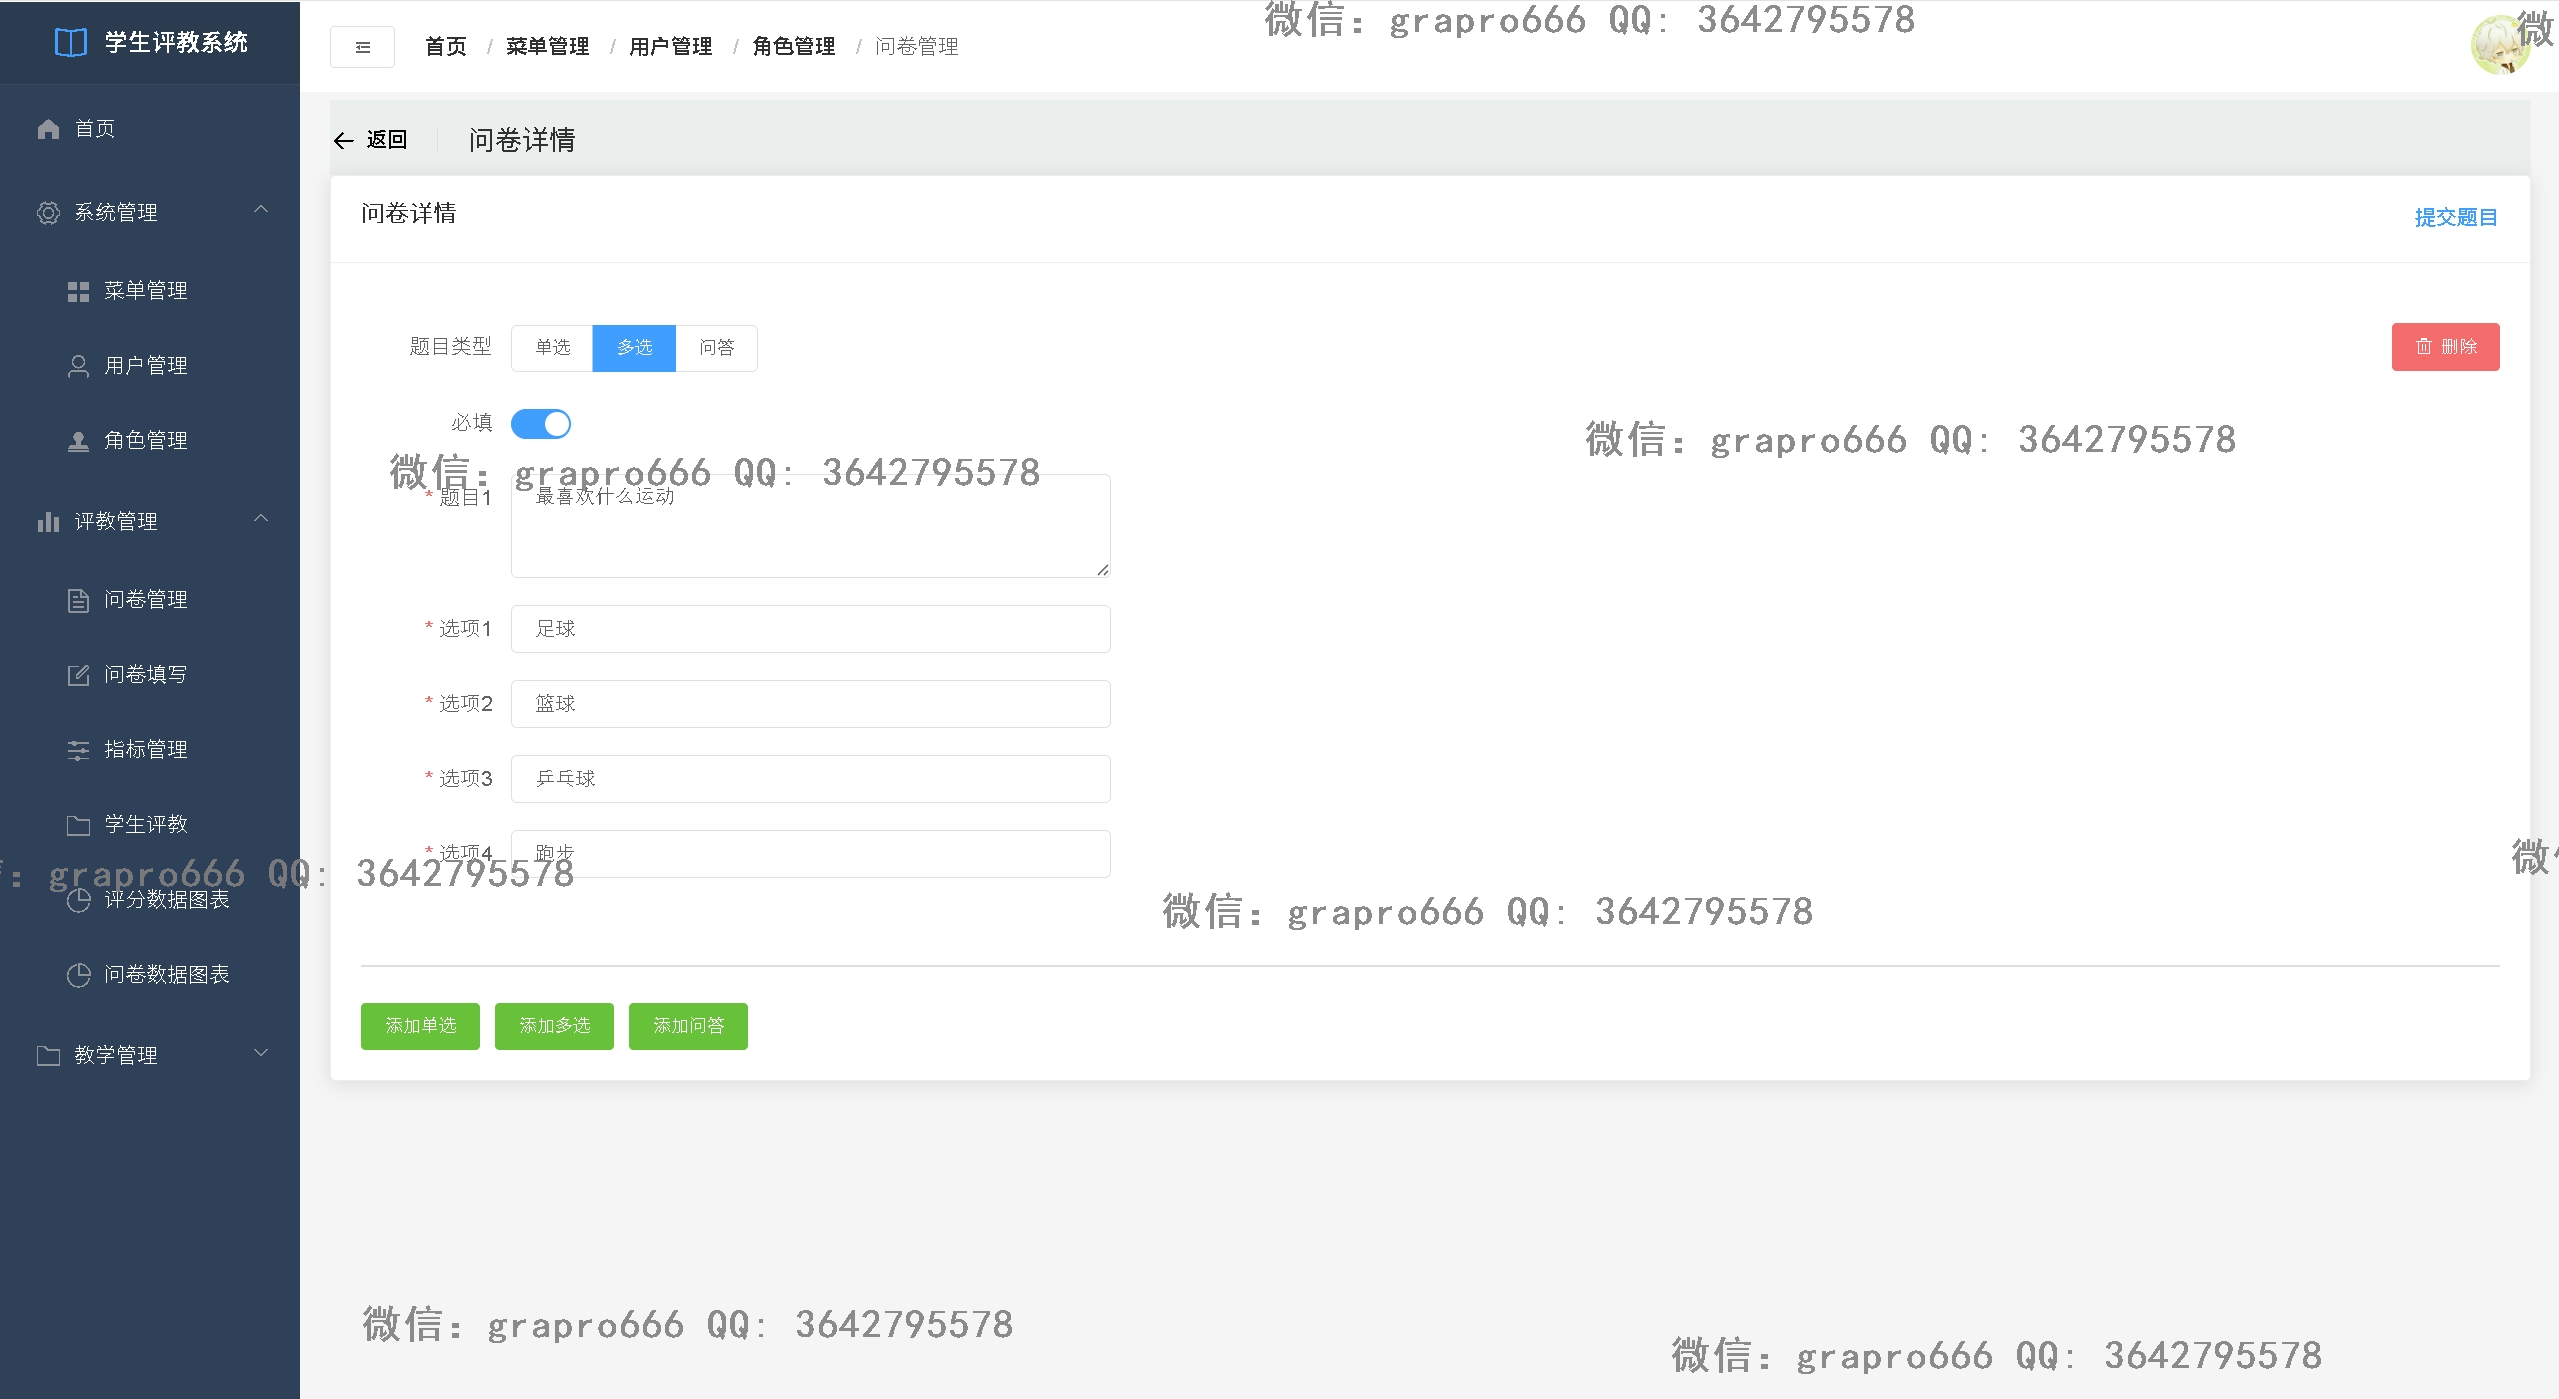 学生评教系统
首页 / 菜单管理 / 用户管理 / 角色管理 / 问卷管理
微信: grapro666 QQ: 3642795578
微
首页
系统管理
菜单管理
用户管理
角色管理
评教管理
问卷管理
问卷填写
指标管理
学生评教
评分数据图表
问卷数据图表
教学管理
返回 问卷详情
问卷详情
提交题目
题目类型 单选 多选 问答
删除
必填
微信: grapro666 QQ: 3642795578
微信: grapro666 QQ: 3642795578
* 题目1 最喜欢什么运动
* 选项1 足球
* 选项2 篮球
* 选项3 乒乓球
* 选项4 跑步
: grapro666 QQ: 3642795578
微
微信: grapro666 QQ: 3642795578
添加单选 添加多选 添加问答
微信: grapro666 QQ: 3642795578
微信: grapro666 QQ: 3642795578